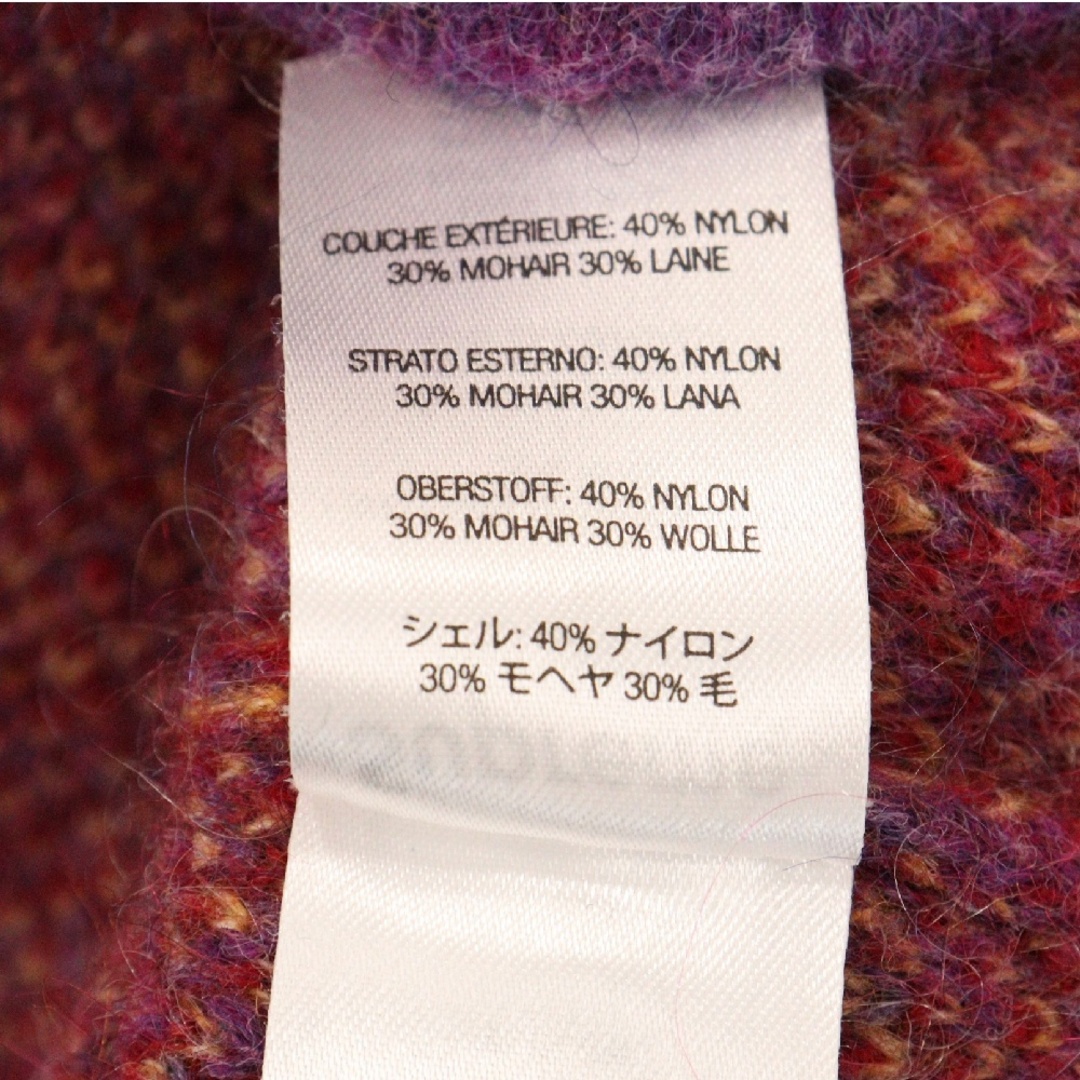 COUCHE EXTÉRIEURE: 40% NYLON
30% MOHAIR 30% LAINE
STRATO ESTERNO: 40% NYLON
30% MOHAIR 30% LANA
OBERSTOFF: 40% NYLON
30% MOHAIR 30% WOLLE
シェル: 40% ナイロン
30% モヘヤ 30% 毛